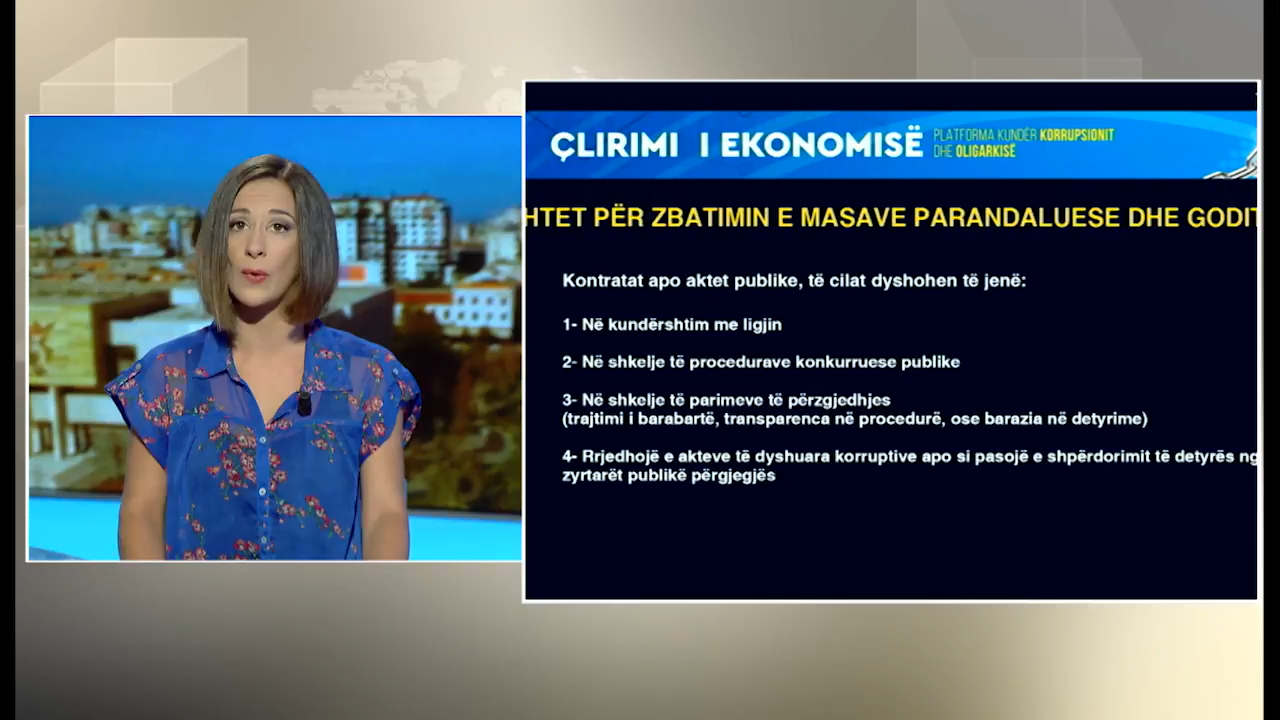 ÇLIRIMI I EKONOMISË
PLATFORMA KUNDËR KORRUPSIONIT
DHE OLIGARKISË
HTET PËR ZBATIMIN E MASAVE PARANDALUESE DHE GODIT
Kontratat apo aktet publike, të cilat dyshohen të jenë:
1- Në kundërshtim me ligjin
2- Në shkelje të procedurave konkurruese publike
3- Në shkelje të parimeve të përzgjedhjes
(trajtimi i barabartë, transparenca në procedurë, ose barazia në detyrime)
4- Rrjedhojë e akteve të dyshuara korruptive apo si pasojë e shpërdorimit të detyrës ng
zyrtarët publikë përgjegjës